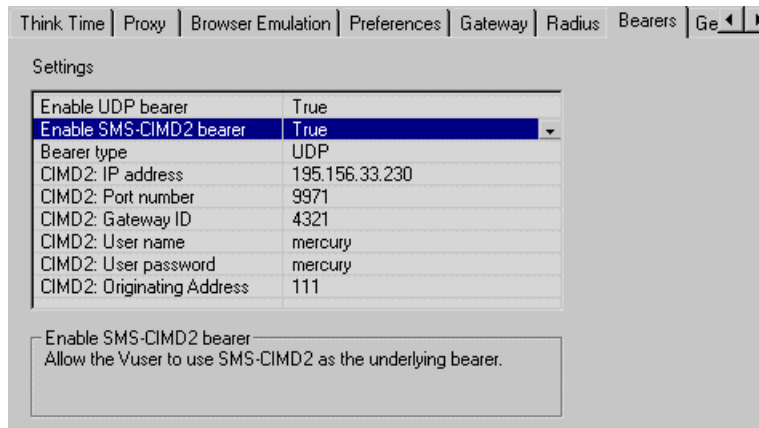 Think Time Proxy Browser Emulation Preferences Gateway Radius Bearers Ge
Settings
Enable UDP bearer True
Enable SMS-CIMD2 bearer True
Bearer type UDP
CIMD2: IP address 195.156.33.230
CIMD2: Port number 9971
CIMD2: Gateway ID 4321
CIMD2: User name mercury
CIMD2: User password mercury
CIMD2: Originating Address 111
Enable SMS-CIMD2 bearer
Allow the Vuser to use SMS-CIMD2 as the underlying bearer.